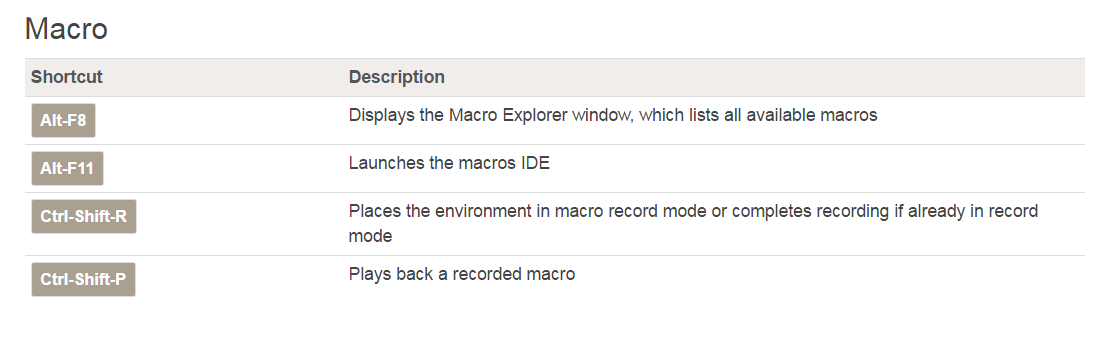 Macro
Shortcut Description
Alt-F8 Displays the Macro Explorer window, which lists all available macros
Alt-F11 Launches the macros IDE
Ctrl-Shift-R Places the environment in macro record mode or completes recording if already in record
mode
Ctrl-Shift-P Plays back a recorded macro